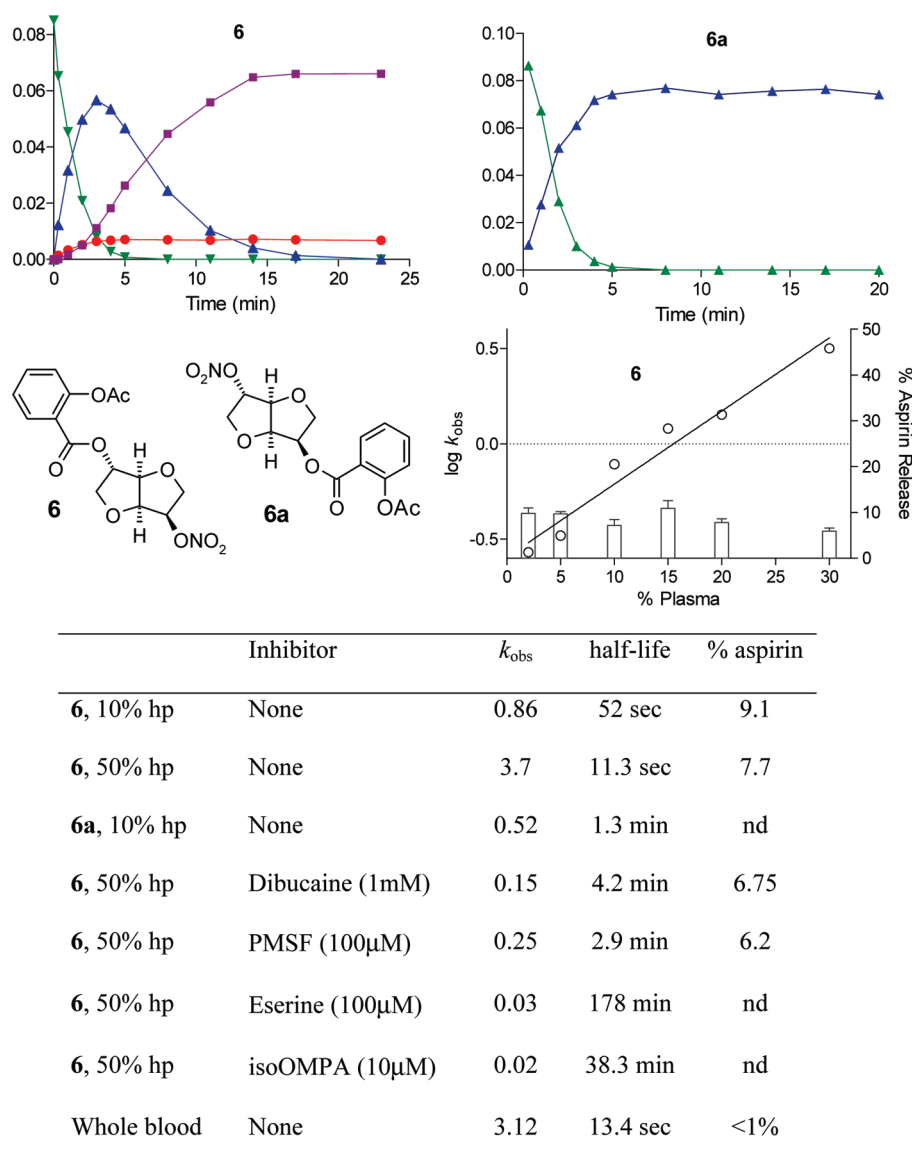 6
0.08
0.06
0.04
0.02
0.00
0 5 10 15 20 25
Time (min)
6a
0.10
0.08
0.06
0.04
0.02
0.00
0 5 10 15 20
Time (min)
OAc
O
O
H
O
O
H
ONO2
6
O2NO
H
O
O
H
O
O
OAc
6a
6
0.5
0.0
-0.5
log kobs
50
40
30
20
10
0
% Aspirin Release
0 5 10 15 20 25 30
% Plasma
Inhibitor kobs half-life % aspirin
6, 10% hp None 0.86 52 sec 9.1
6, 50% hp None 3.7 11.3 sec 7.7
6a, 10% hp None 0.52 1.3 min nd
6, 50% hp Dibucaine (1mM) 0.15 4.2 min 6.75
6, 50% hp PMSF (100μM) 0.25 2.9 min 6.2
6, 50% hp Eserine (100μM) 0.03 178 min nd
6, 50% hp isoOMPA (10μM) 0.02 38.3 min nd
Whole blood None 3.12 13.4 sec <1%